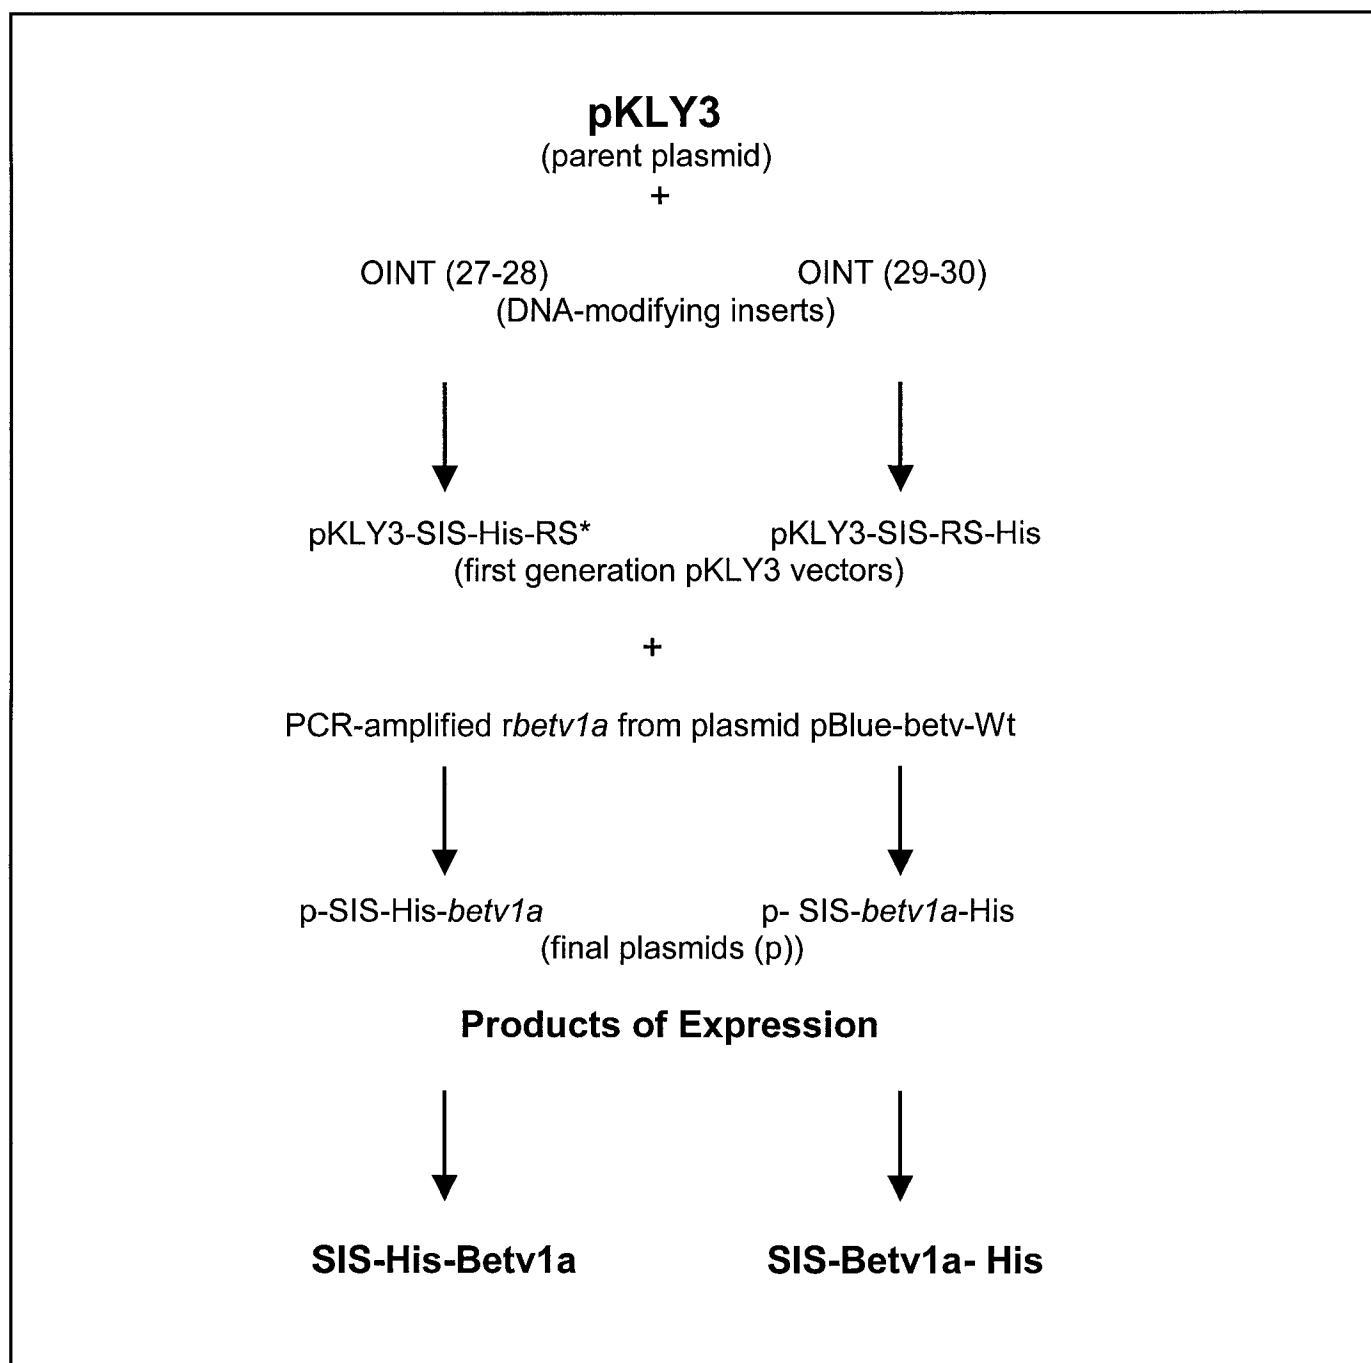 pKLY3
(parent plasmid)
+
OINT (27-28) OINT (29-30)
(DNA-modifying inserts)
pKLY3-SIS-His-RS* pKLY3-SIS-RS-His
(first generation pKLY3 vectors)
+
PCR-amplified rbetv1a from plasmid pBlue-betv-Wt
p-SIS-His-betv1a p- SIS-betv1a-His
(final plasmids (p))
Products of Expression
SIS-His-Betv1a SIS-Betv1a- His